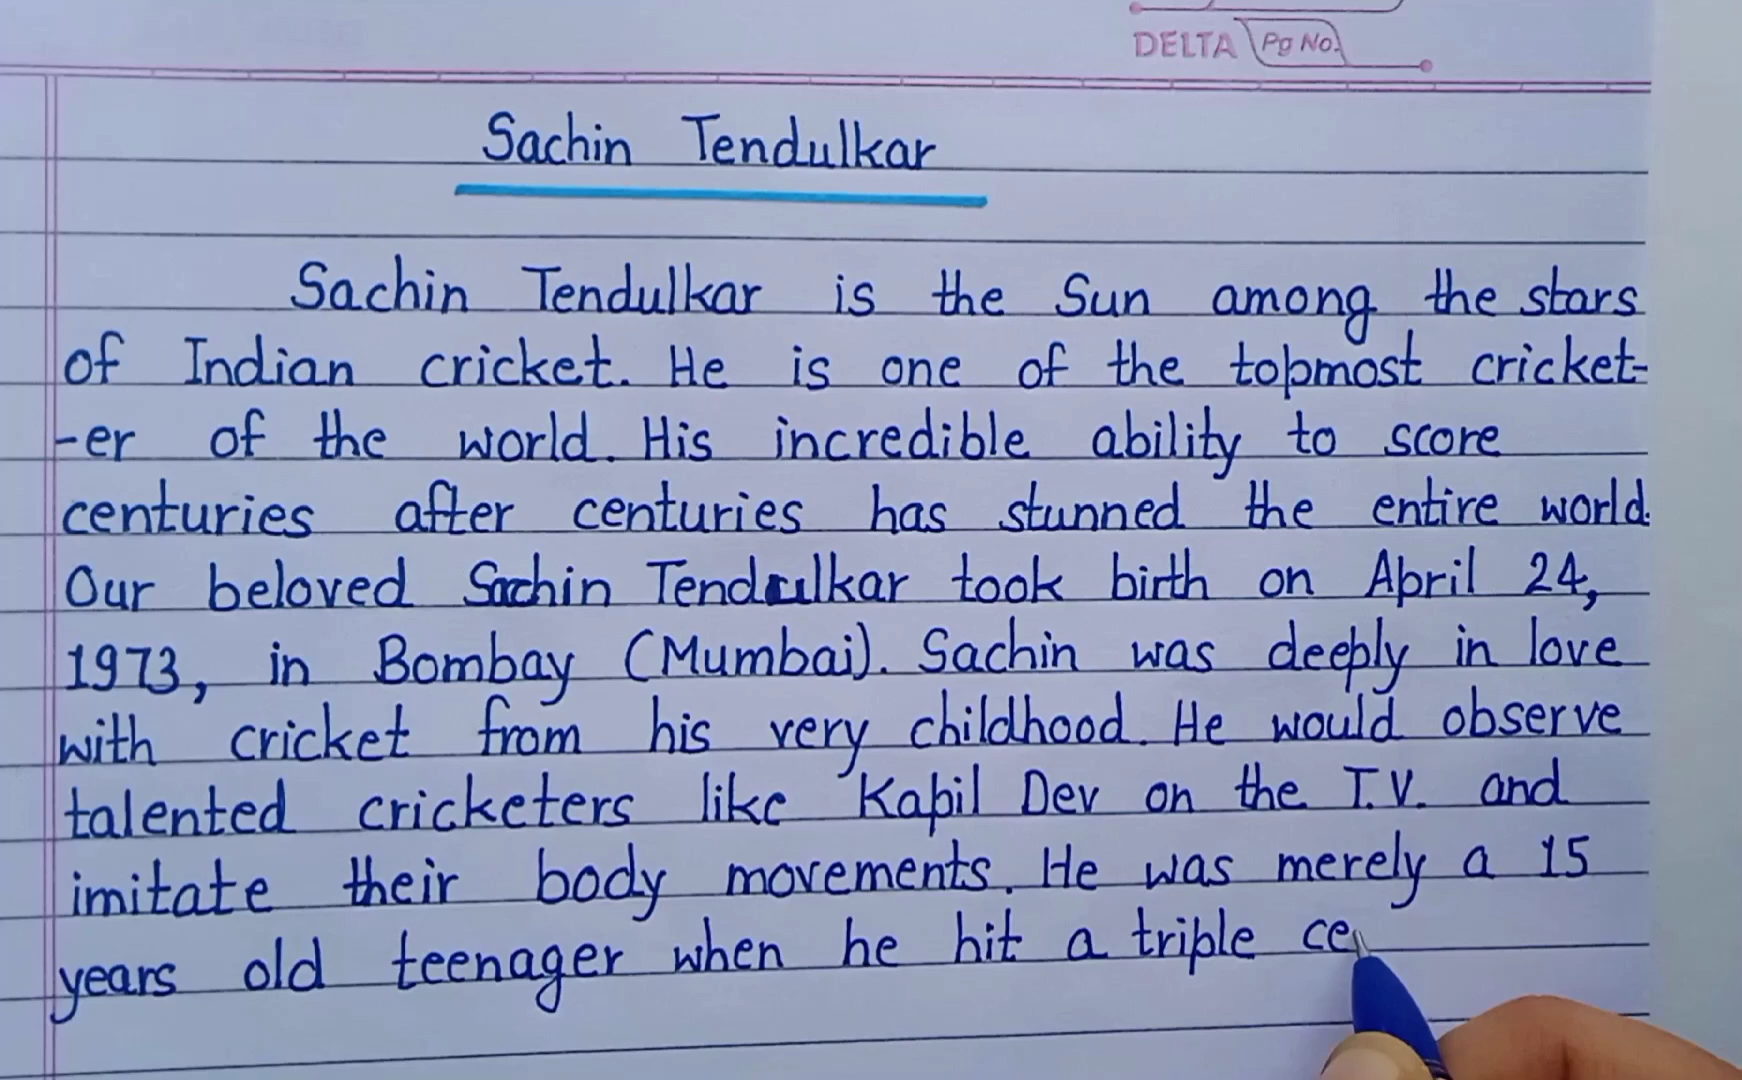 DELTA Pg No.
Sachin Tendulkar
Sachin Tendulkar is the Sun among the stars
of Indian cricket. He is one of the topmost cricket-
-er of the world. His incredible ability to score
centuries after centuries has stunned the entire world.
Our beloved Sachin Tendulkar took birth on April 24,
1973, in Bombay (Mumbai). Sachin was deeply in love
with cricket from his very childhood. He would observe
talented cricketers like Kapil Dev on the T.V. and
imitate their body movements. He was merely a 15
years old teenager when he hit a triple ce